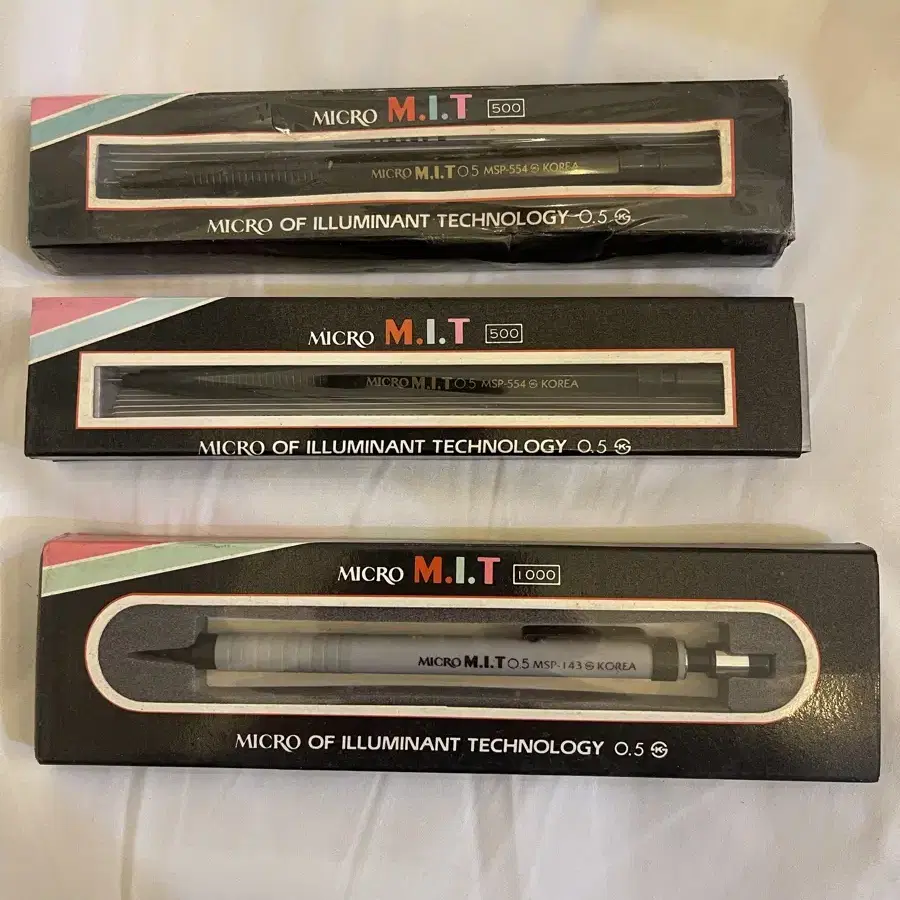 MICRO M.I.T 500
MICRO M.I.T 0.5 MSP-554 KOREA
MICRO OF ILLUMINANT TECHNOLOGY 0.5
MICRO M.I.T 500
MICRO M.I.T 0.5 MSP-554 KOREA
MICRO OF ILLUMINANT TECHNOLOGY 0.5
MICRO M.I.T 1000
MICRO M.I.T 0.5 MSP-143 KOREA
MICRO OF ILLUMINANT TECHNOLOGY 0.5